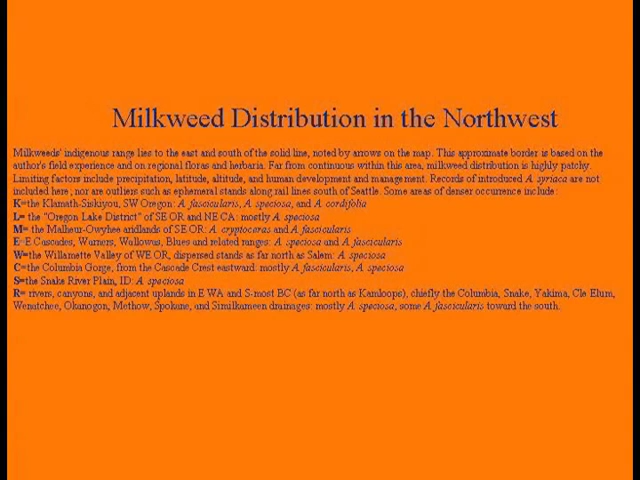 Milkweed Distribution in the Northwest
Milkweeds' indigenous range lies to the east and south of the solid line, noted by arrows on the map. This approximate border is based on the
author's field experience and on regional floras and herbaria. Far from continuous within this area, milkweed distribution is highly patchy.
Limiting factors include precipitation, latitude, altitude, and human development and management. Records of introduced A. syriaca are not
included here; nor are outliers such as ephemeral stands along rail lines south of Seattle. Some areas of denser occurrence include:
K=the Klamath-Siskiyou, SW Oregon: A. fascicularis, A. speciosa, and A. cordifolia
L= the "Oregon Lake District" of SE OR and NE CA: mostly A. speciosa
M= the Malheur-Owyhee aridlands of SE OR: A. cryptoceras and A. fascicularis
E=E Cascades, Warners, Wallowas, Blues and related ranges: A. speciosa and A. fascicularis
W=the Willamette Valley of WE OR, dispersed stands as far north as Salem: A. speciosa
C=the Columbia Gorge, from the Cascade Crest eastward: mostly A. fascicularis, A. speciosa
S=the Snake River Plain, ID: A. speciosa
R= rivers, canyons, and adjacent uplands in E WA and S-most BC (as far north as Kamloops), chiefly the Columbia, Snake, Yakima, Cle Elum,
Wenatchee, Okanogon, Methow, Spokane, and Similkameen drainages: mostly A. speciosa, some A. fascicularis toward the south.